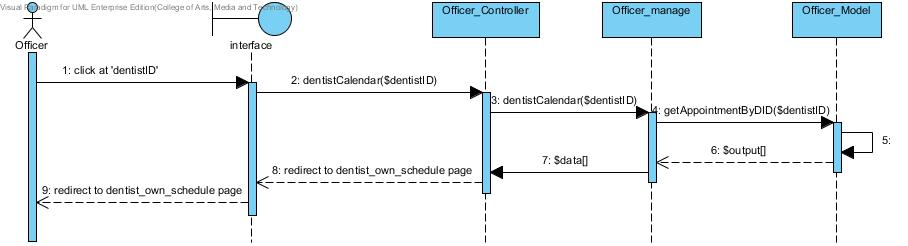 Visual Paradigm for UML Enterprise Edition(College of Arts, Media and Technology)
Officer
interface
Officer_Controller
Officer_manage
Officer_Model
1: click at 'dentistID'
2: dentistCalendar($dentistID)
3: dentistCalendar($dentistID)
4: getAppointmentByDID($dentistID)
5:
6: $output[]
7: $data[]
8: redirect to dentist_own_schedule page
9: redirect to dentist_own_schedule page